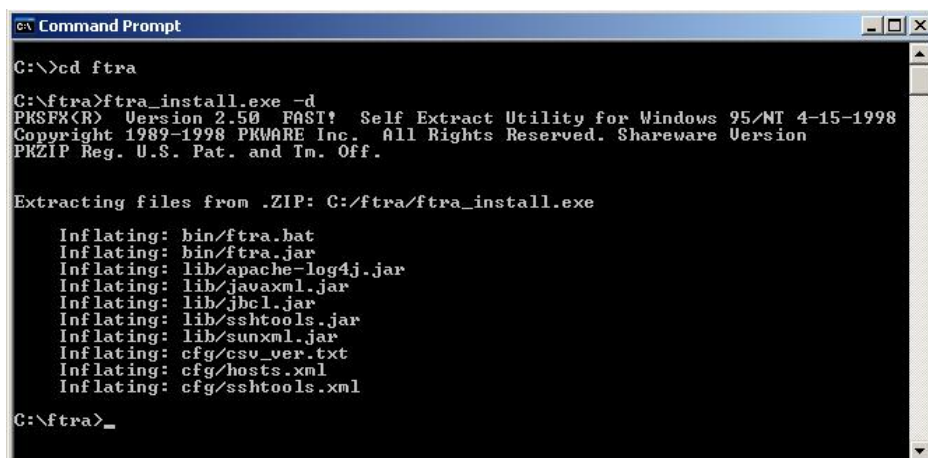 Command Prompt
C:\>cd ftra
C:\ftra>ftra_install.exe -d
PKSFX(R)  Version 2.50  FAST!  Self Extract Utility for Windows 95/NT 4-15-1998
Copyright 1989-1998 PKWARE Inc.  All Rights Reserved. Shareware Version
PKZIP Reg. U.S. Pat. and Tm. Off.
Extracting files from .ZIP: C:/ftra/ftra_install.exe
Inflating: bin/ftra.bat
Inflating: bin/ftra.jar
Inflating: lib/apache-log4j.jar
Inflating: lib/javaxml.jar
Inflating: lib/jbcl.jar
Inflating: lib/sshtools.jar
Inflating: lib/sunxml.jar
Inflating: cfg/csv_ver.txt
Inflating: cfg/hosts.xml
Inflating: cfg/sshtools.xml
C:\ftra>_